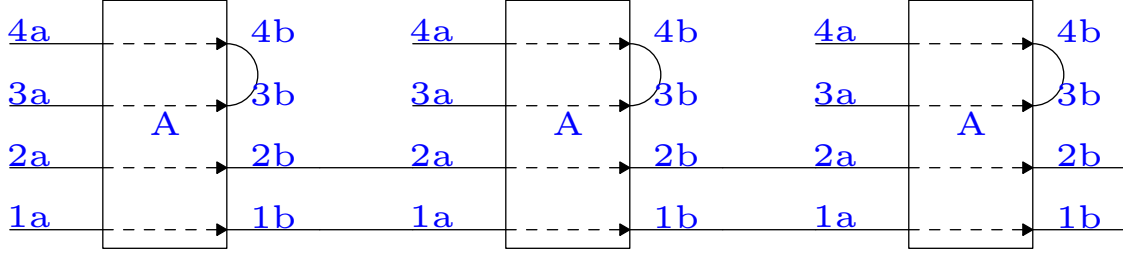 4a 4b 4a 4b 4a 4b
3a 3b 3a 3b 3a 3b
A A A
2a 2b 2a 2b 2a 2b
1a 1b 1a 1b 1a 1b